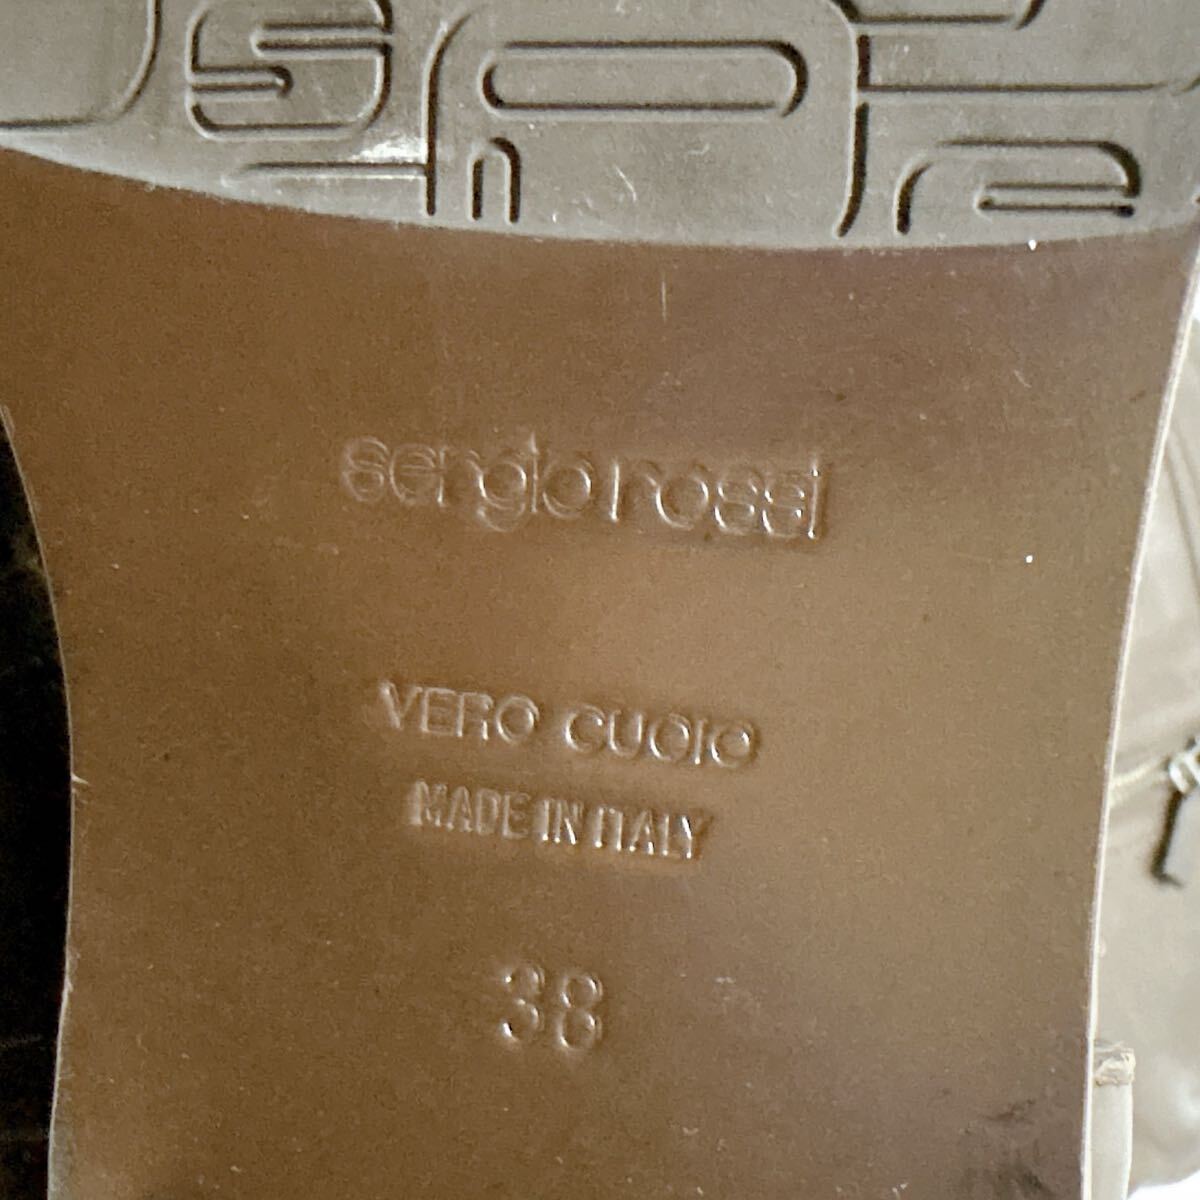 sergio rossi
VERO CUOIO
MADE IN ITALY
38